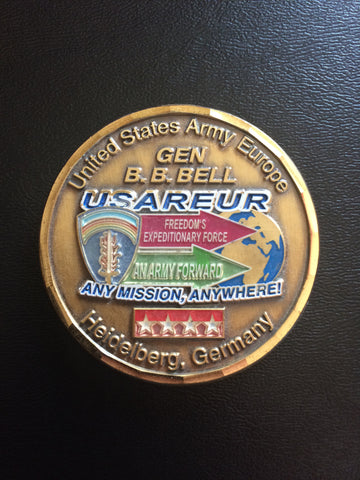 United States Army Europe
GEN
B. B. BELL
USAREUR
FREEDOM'S
EXPEDITIONARY FORCE
AN ARMY FORWARD
ANY MISSION, ANYWHERE!
Heidelberg, Germany